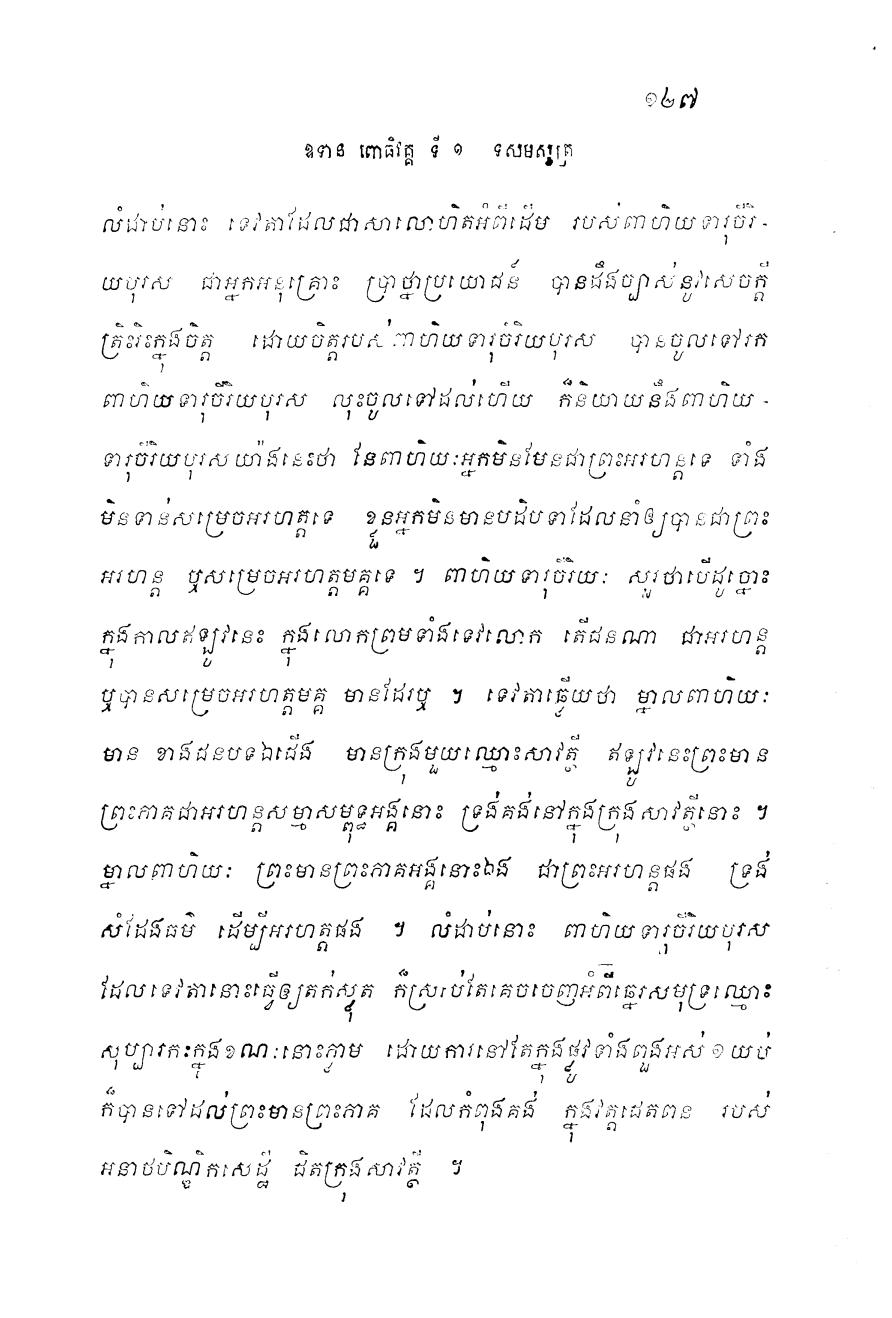 ១២៧
ឧទាន ពោធិវគ្គ ទី ១ ទសមសូត្រ
លំដាប់នោះ ទេវតាដែលជាសាលោហិតអំពីដើម របស់ពាហិយទារុចីរិ-
យបុរស ជាអ្នកអនុគ្រោះ ប្រាថ្នាប្រយោជន៍ បានដឹងច្បាស់នូវសេចក្តី
ត្រិះរិះក្នុងចិត្ត ដោយចិត្តរបស់ពាហិយទារុចីរិយបុរស បានចូលទៅរក
ពាហិយទារុចីរិយបុរស លុះចូលទៅដល់ហើយ ក៏និយាយនឹងពាហិយ-
ទារុចីរិយបុរសយ៉ាងនេះថា នែពាហិយៈអ្នកមិនមែនជាព្រះអរហន្តទេ ទាំង
មិនទាន់សម្រេចអរហត្តទេ ខ្លួនអ្នកមិនមានបដិបទាដែលនាំឲ្យបានជាព្រះ
អរហន្ត ឬសម្រេចអរហត្តមគ្គទេ ។ ពាហិយទារុចីរិយៈ សួរថាបើដូច្នោះ
ក្នុងកាលឥឡូវនេះ ក្នុងលោកព្រមទាំងទេវលោក តើជនណា ជាអរហន្ត
ឬបានសម្រេចអរហត្តមគ្គ មានដែរឬ ។ ទេវតាឆ្លើយថា ម្នាលពាហិយៈ
មាន ខាងជនបទឯជើង មានក្រុងមួយឈ្មោះសាវត្ថី ឥឡូវនេះព្រះមាន
ព្រះភាគជាអរហន្តសម្មាសម្ពុទ្ធអង្គនោះ ទ្រង់គង់នៅក្នុងក្រុងសាវត្ថីនោះ ។
ម្នាលពាហិយៈ ព្រះមានព្រះភាគអង្គនោះឯង ជាព្រះអរហន្តផង ទ្រង់
សំដែងធម៌ ដើម្បីអរហត្តផង ។ លំដាប់នោះ ពាហិយទារុចីរិយបុរស
ដែលទេវតានោះធ្វើឲ្យតក់ស្លុត ក៏ស្រាប់តែគេចចេញអំពីឆ្នេរសមុទ្រឈ្មោះ
សុប្បារកៈក្នុងខណៈនោះភ្លាម ដោយការនៅតែក្នុងផ្លូវទាំងពួងអស់ ១ យប់
ក៏បានទៅដល់ព្រះមានព្រះភាគ ដែលកំពុងគង់ ក្នុងវត្តជេតពន របស់
អនាថបិណ្ឌិកសេដ្ឋី ជិតក្រុងសាវត្ថី ។